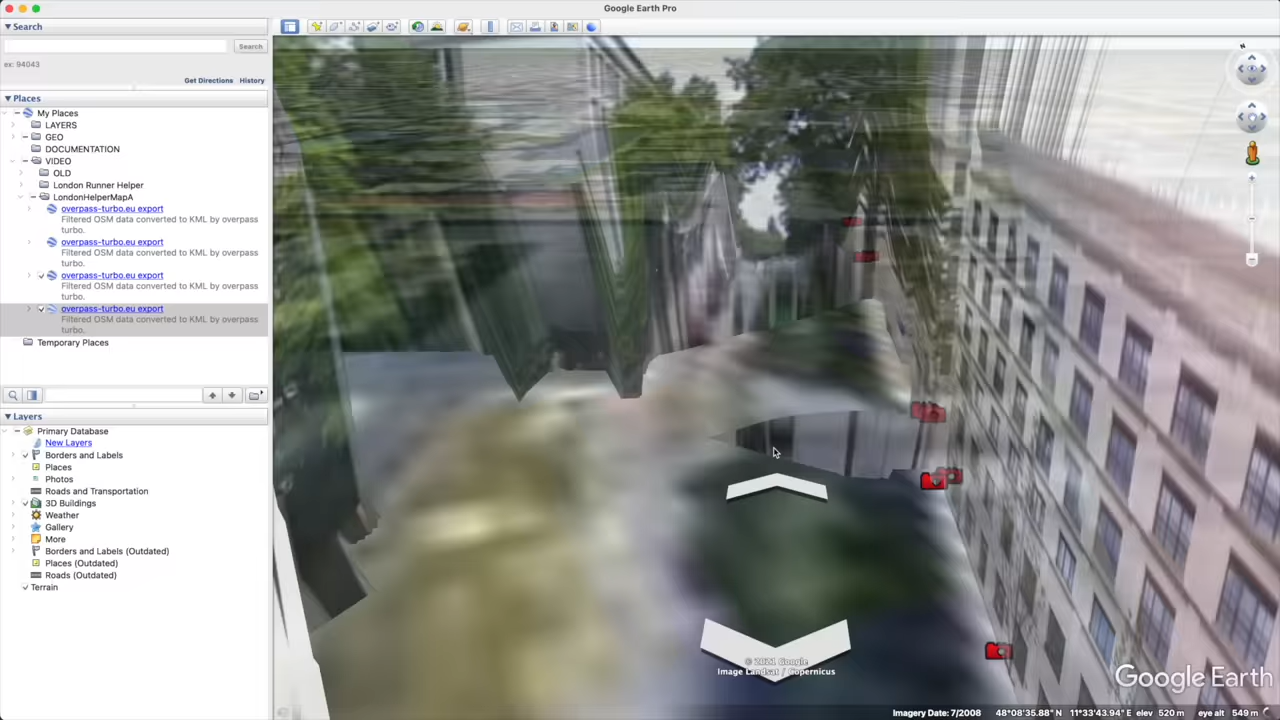 Google Earth Pro
Search
Search
ex: 94043
Get Directions
History
Places
My Places
LAYERS
GEO
DOCUMENTATION
VIDEO
OLD
London Runner Helper
LondonHelperMapA
overpass-turbo.eu export
Filtered OSM data converted to KML by overpass
turbo.
overpass-turbo.eu export
Filtered OSM data converted to KML by overpass
turbo.
overpass-turbo.eu export
Filtered OSM data converted to KML by overpass
turbo.
overpass-turbo.eu export
Filtered OSM data converted to KML by overpass
turbo.
Temporary Places
Layers
Primary Database
New Layers
Borders and Labels
Places
Photos
Roads and Transportation
3D Buildings
Weather
Gallery
More
Borders and Labels (Outdated)
Places (Outdated)
Roads (Outdated)
Terrain
N
© 2021 Google
Image Landsat / Copernicus
Google Earth
Imagery Date: 7/2008 48°08'35.88" N 11°33'43.94" E elev 520 m eye alt 549 m